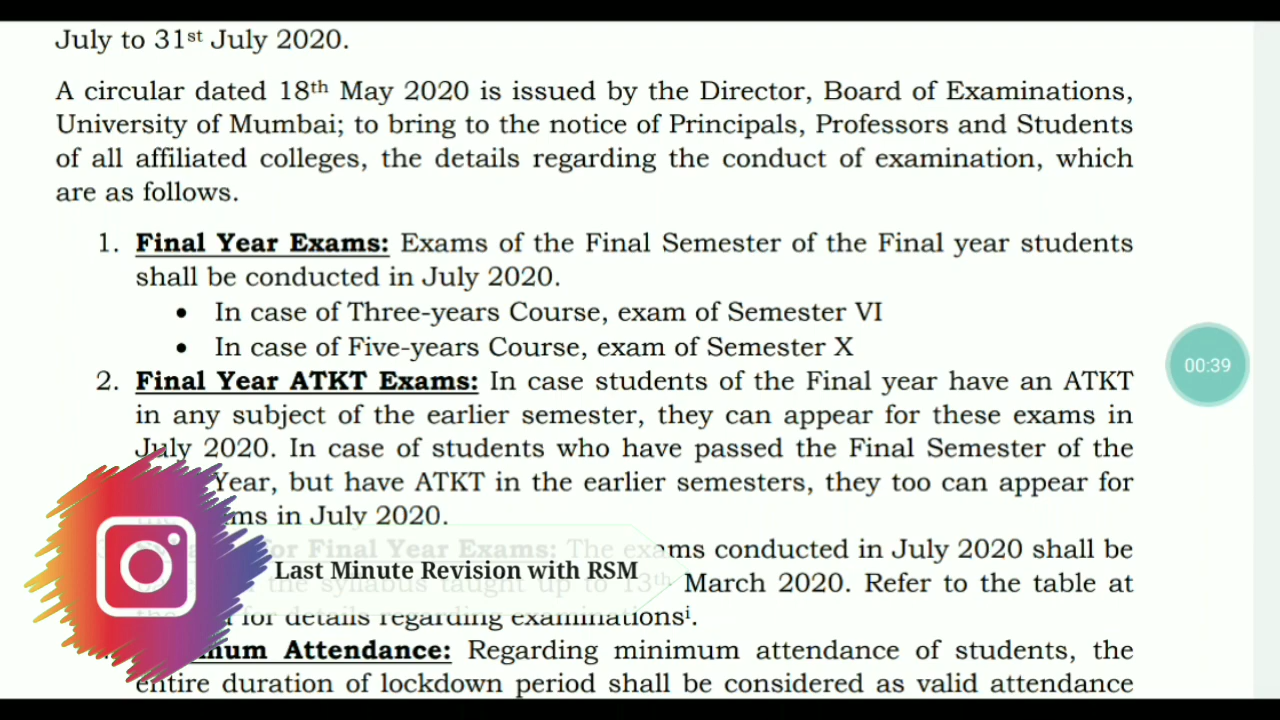 July to 31st July 2020.
A circular dated 18th May 2020 is issued by the Director, Board of Examinations,
University of Mumbai; to bring to the notice of Principals, Professors and Students
of all affiliated colleges, the details regarding the conduct of examination, which
are as follows.
1. Final Year Exams: Exams of the Final Semester of the Final year students
shall be conducted in July 2020.
• In case of Three-years Course, exam of Semester VI
• In case of Five-years Course, exam of Semester X
2. Final Year ATKT Exams: In case students of the Final year have an ATKT
in any subject of the earlier semester, they can appear for these exams in
July 2020. In case of students who have passed the Final Semester of the
Year, but have ATKT in the earlier semesters, they too can appear for
in July 2020.
for Final Year Exams: The exams conducted in July 2020 shall be
the syllabus taught up to 13th March 2020. Refer to the table at
for details regarding examinationsi.
Attendance: Regarding minimum attendance of students, the
entire duration of lockdown period shall be considered as valid attendance
00:39
Last Minute Revision with RSM